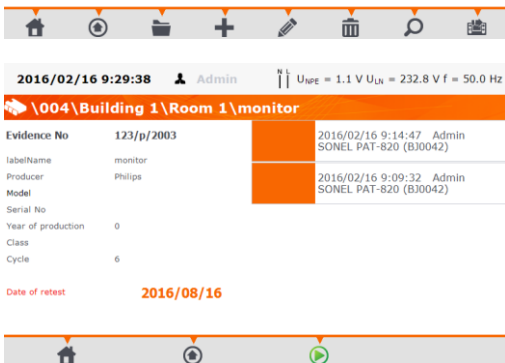 2016/02/16 9:29:38 Admin N L U_NPE = 1.1 V U_LN = 232.8 V f = 50.0 Hz
\004\Building 1\Room 1\monitor
Evidence No 123/p/2003
labelName monitor
Producer Philips
Model
Serial No
Year of production 0
Class
Cycle 6
Date of retest 2016/08/16
2016/02/16 9:14:47 Admin
SONEL PAT-820 (BJ0042)
2016/02/16 9:09:32 Admin
SONEL PAT-820 (BJ0042)